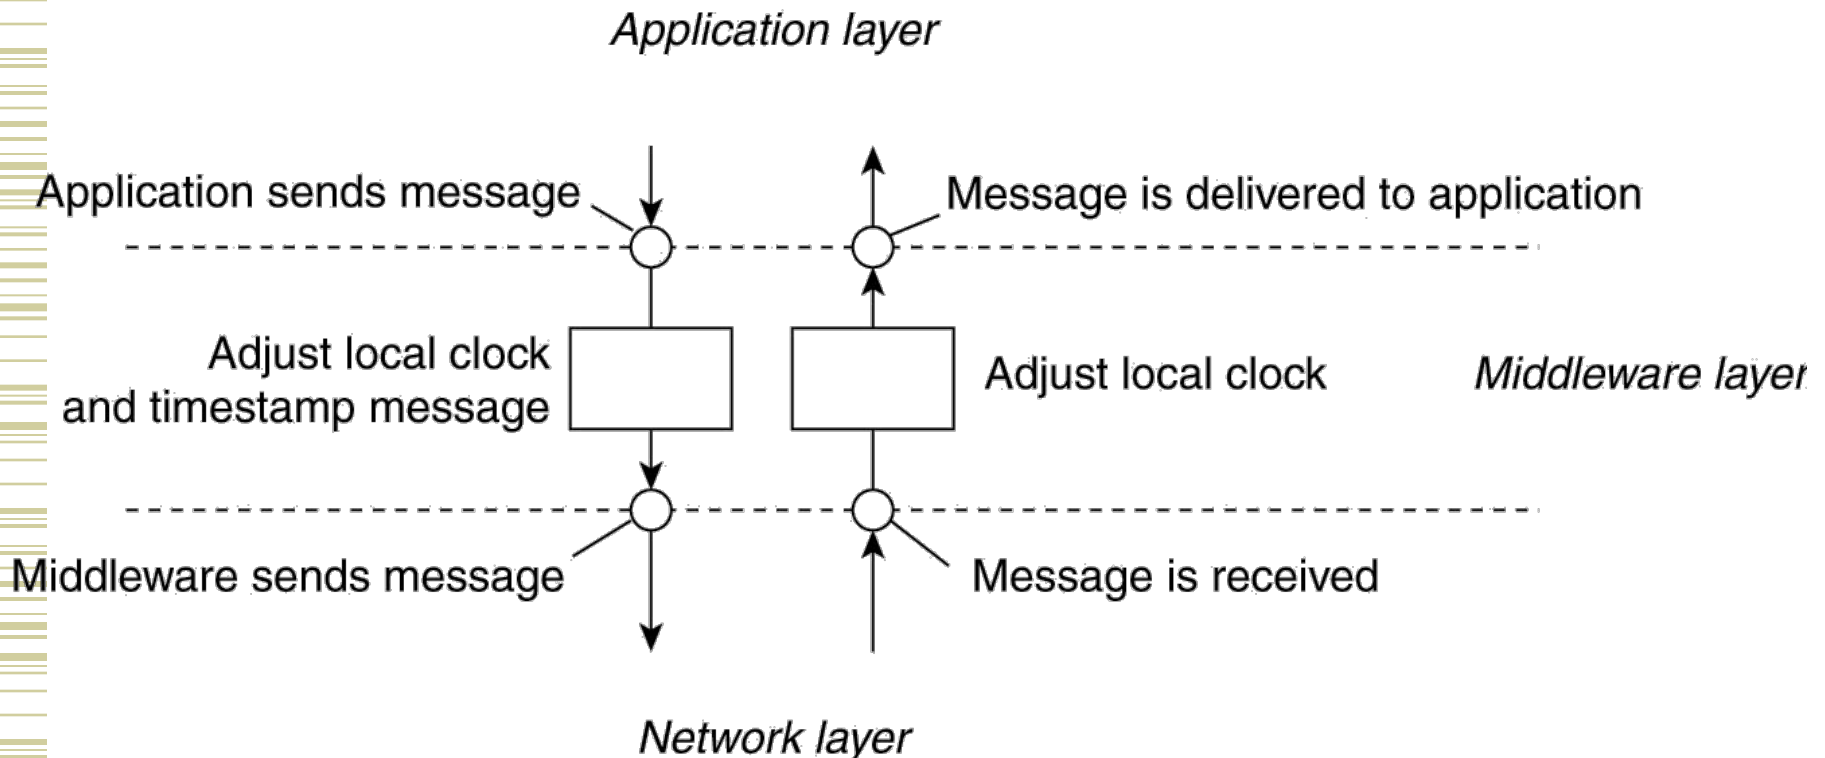 Application layer
Application sends message
Message is delivered to application
Adjust local clock
and timestamp message
Adjust local clock
Middleware layer
Middleware sends message
Message is received
Network layer